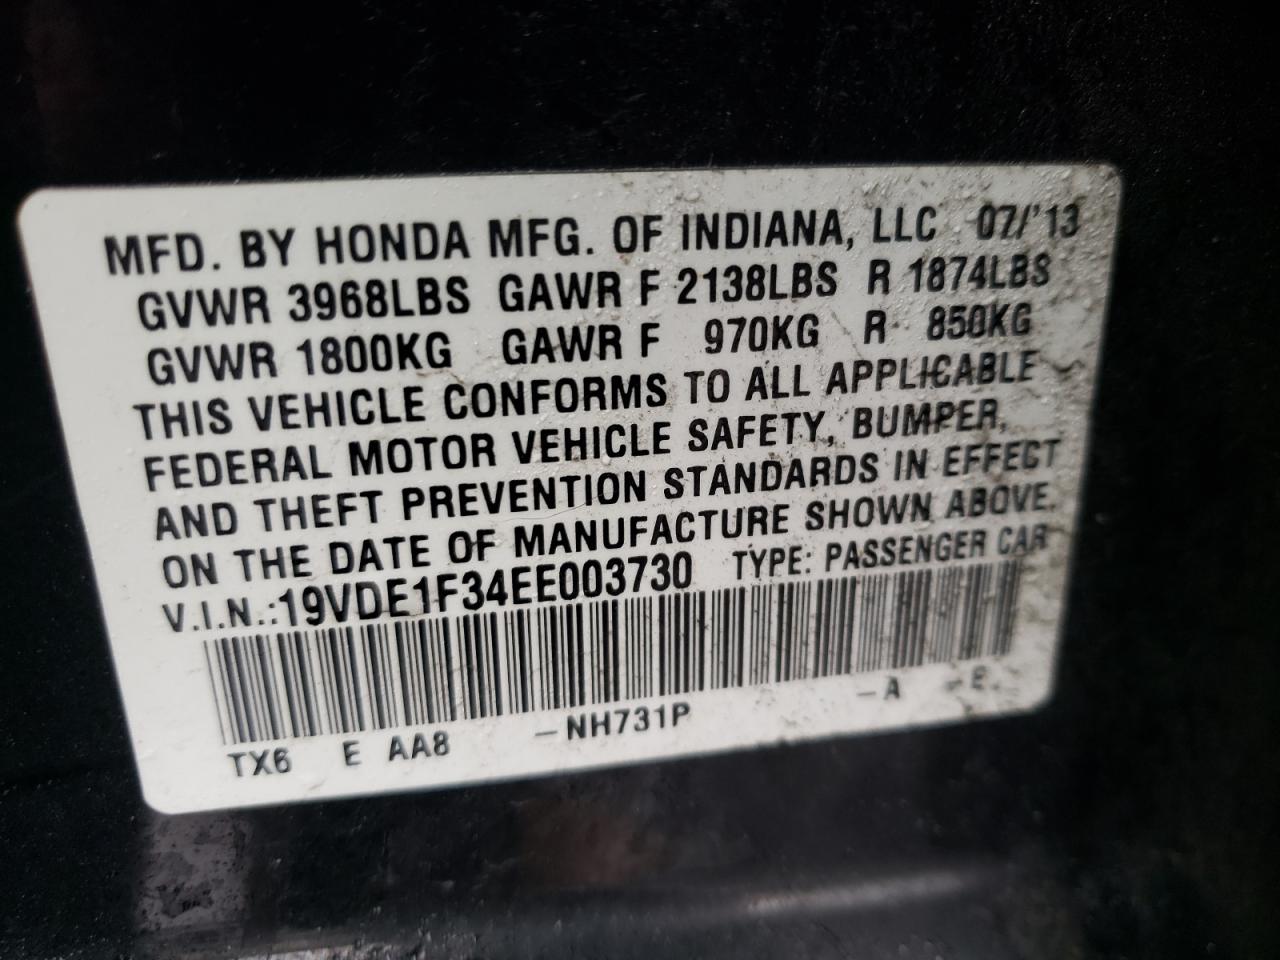 MFD. BY HONDA MFG. OF INDIANA, LLC 07/'13
GVWR 3968LBS GAWR F 2138LBS R 1874LBS
GVWR 1800KG GAWR F 970KG R 850KG
THIS VEHICLE CONFORMS TO ALL APPLICABLE
FEDERAL MOTOR VEHICLE SAFETY, BUMPER,
AND THEFT PREVENTION STANDARDS IN EFFECT
ON THE DATE OF MANUFACTURE SHOWN ABOVE.
V.I.N.:19VDE1F34EE003730 TYPE: PASSENGER CAR
TX6 E AA8 –NH731P –A –E